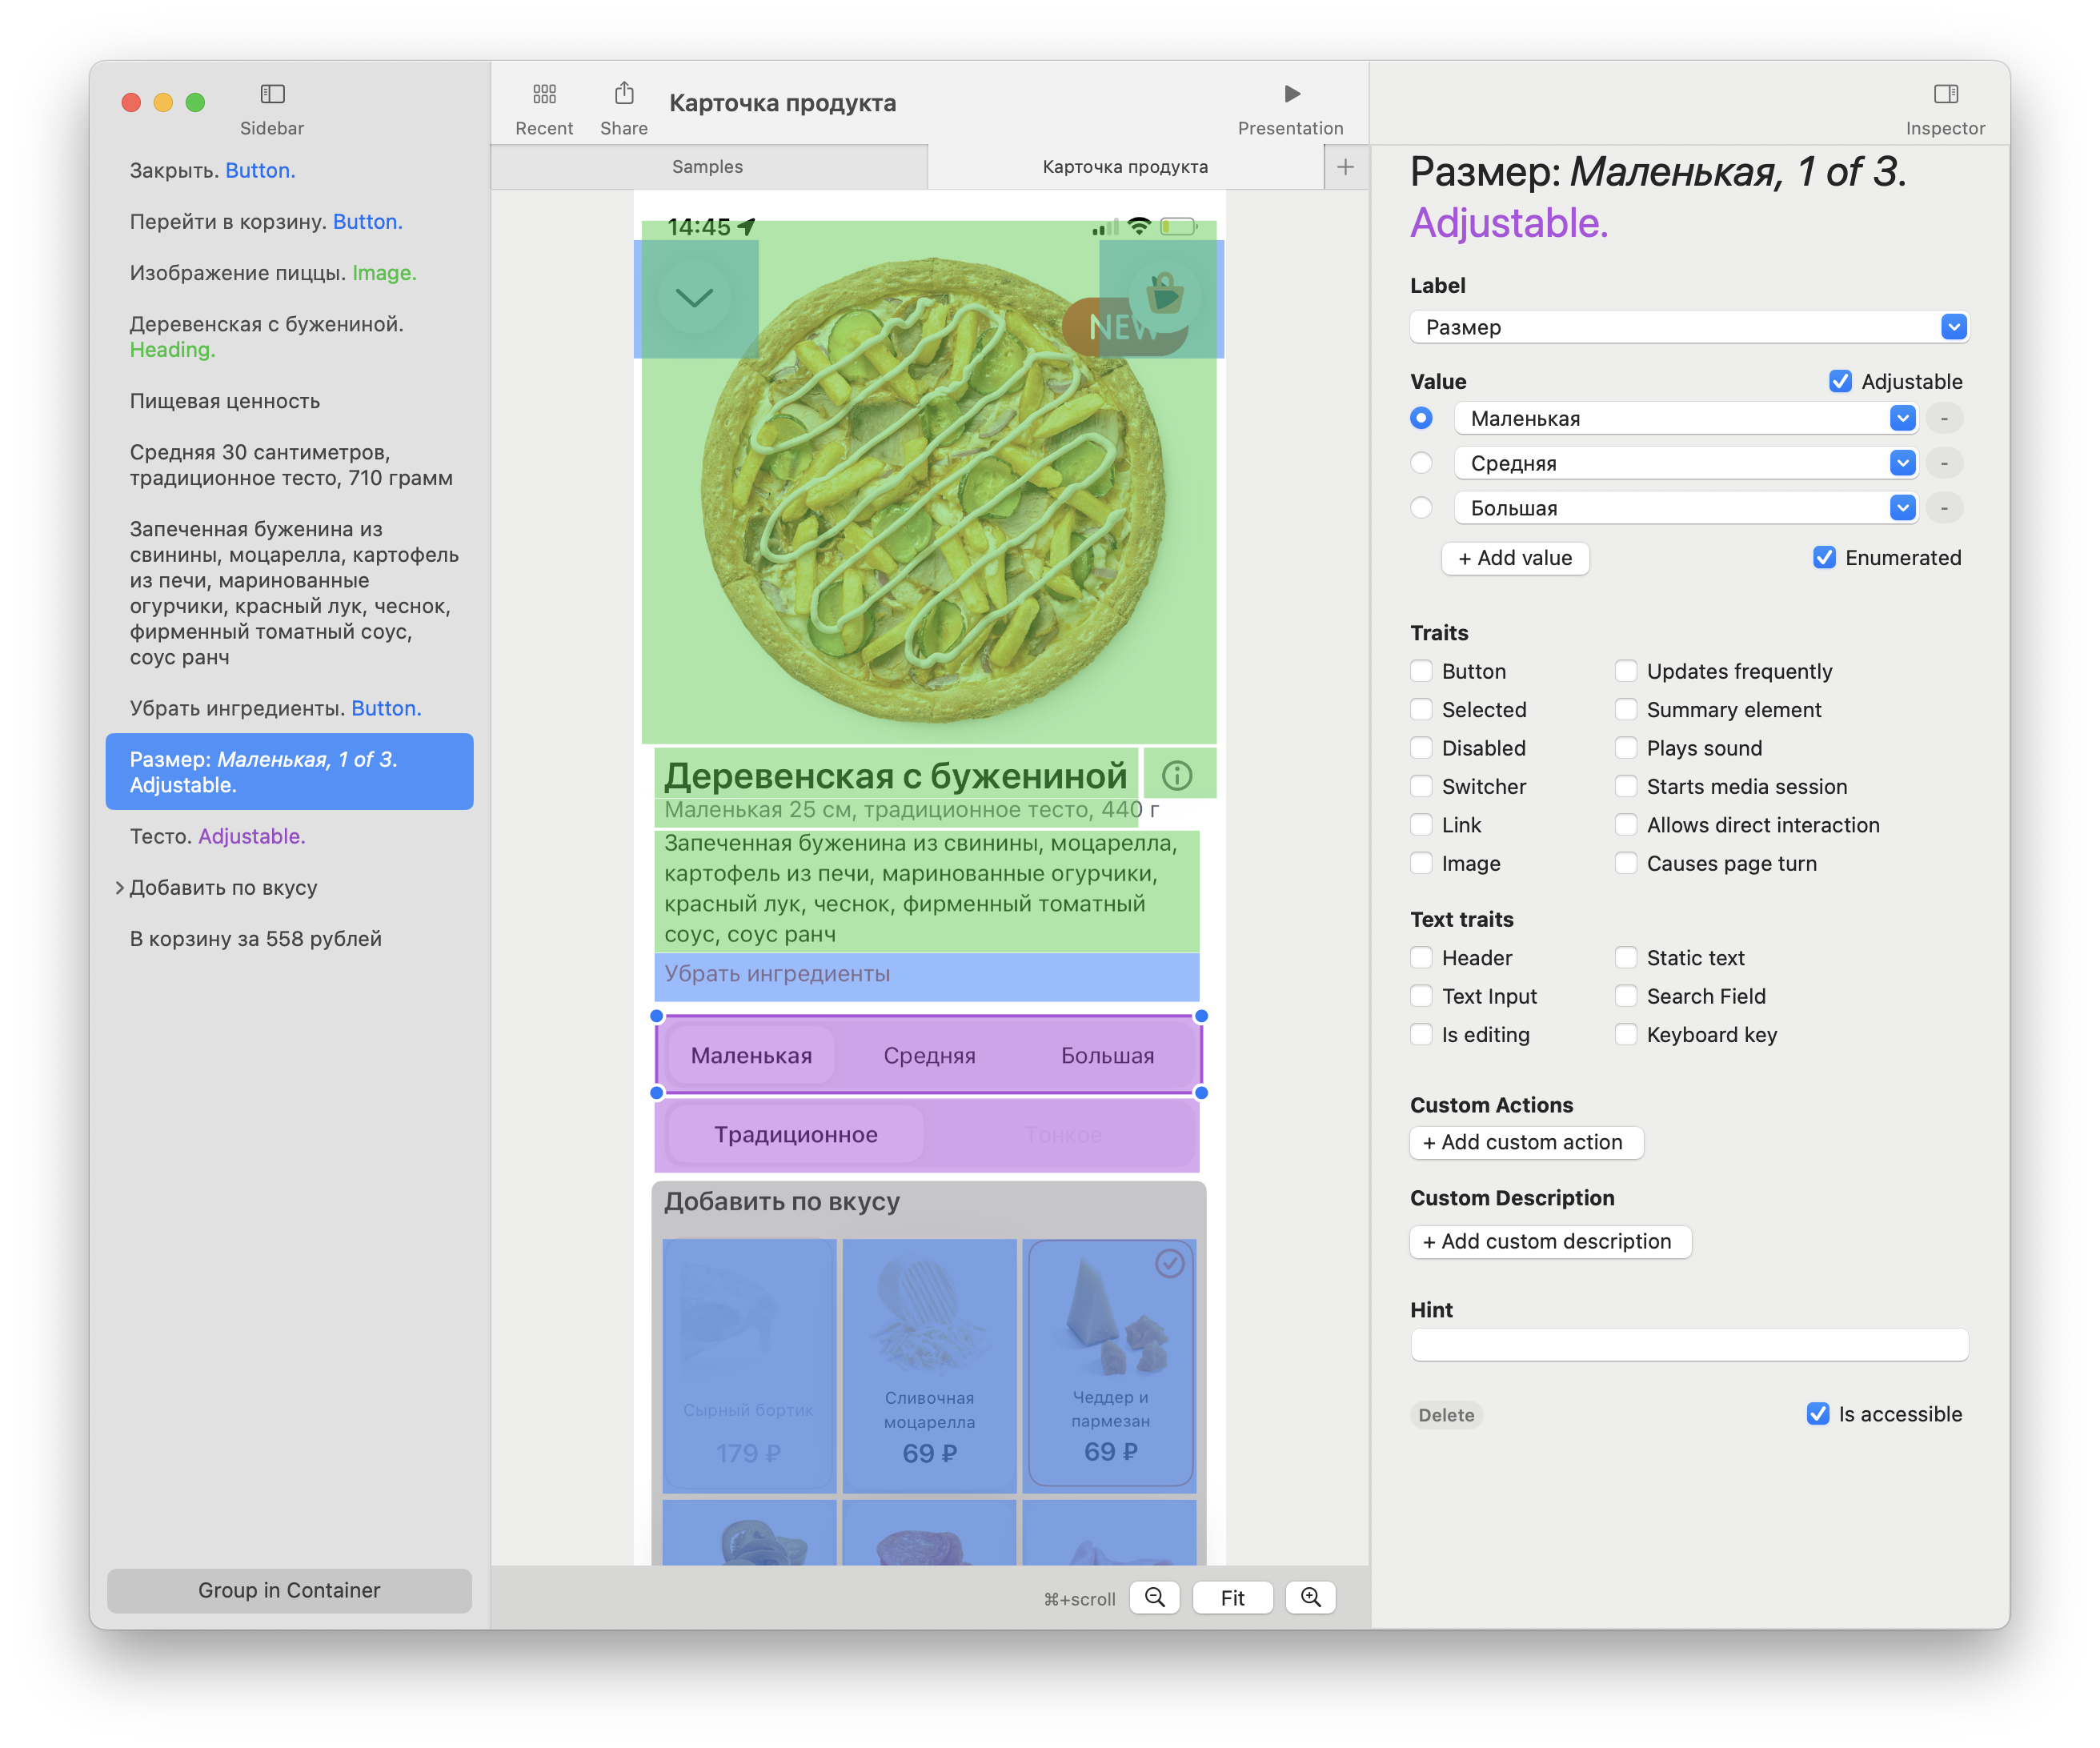 Sidebar
Закрыть. Button.
Перейти в корзину. Button.
Изображение пиццы. Image.
Деревенская с бужениной.
Heading.
Пищевая ценность
Средняя 30 сантиметров,
традиционное тесто, 710 грамм
Запеченная буженина из
свинины, моцарелла, картофель
из печи, маринованные
огурчики, красный лук, чеснок,
фирменный томатный соус,
соус ранч
Убрать ингредиенты. Button.
Размер: Маленькая, 1 of 3.
Adjustable.
Тесто. Adjustable.
Добавить по вкусу
В корзину за 558 рублей
Group in Container
Recent
Share
Карточка продукта
Presentation
Samples
Карточка продукта
14:45
NEW
Деревенская с бужениной
Маленькая 25 см, традиционное тесто, 440 г
Запеченная буженина из свинины, моцарелла,
картофель из печи, маринованные огурчики,
красный лук, чеснок, фирменный томатный
соус, соус ранч
Убрать ингредиенты
Маленькая Средняя Большая
Традиционное Тонкое
Добавить по вкусу
Сырный бортик
179 ₽
Сливочная
моцарелла
69 ₽
Чеддер и
пармезан
69 ₽
⌘+scroll
Fit
Inspector
Размер: Маленькая, 1 of 3.
Adjustable.
Label
Размер
Value
Adjustable
Маленькая
-
Средняя
-
Большая
-
+ Add value
Enumerated
Traits
Button
Updates frequently
Selected
Summary element
Disabled
Plays sound
Switcher
Starts media session
Link
Allows direct interaction
Image
Causes page turn
Text traits
Header
Static text
Text Input
Search Field
Is editing
Keyboard key
Custom Actions
+ Add custom action
Custom Description
+ Add custom description
Hint
Delete
Is accessible